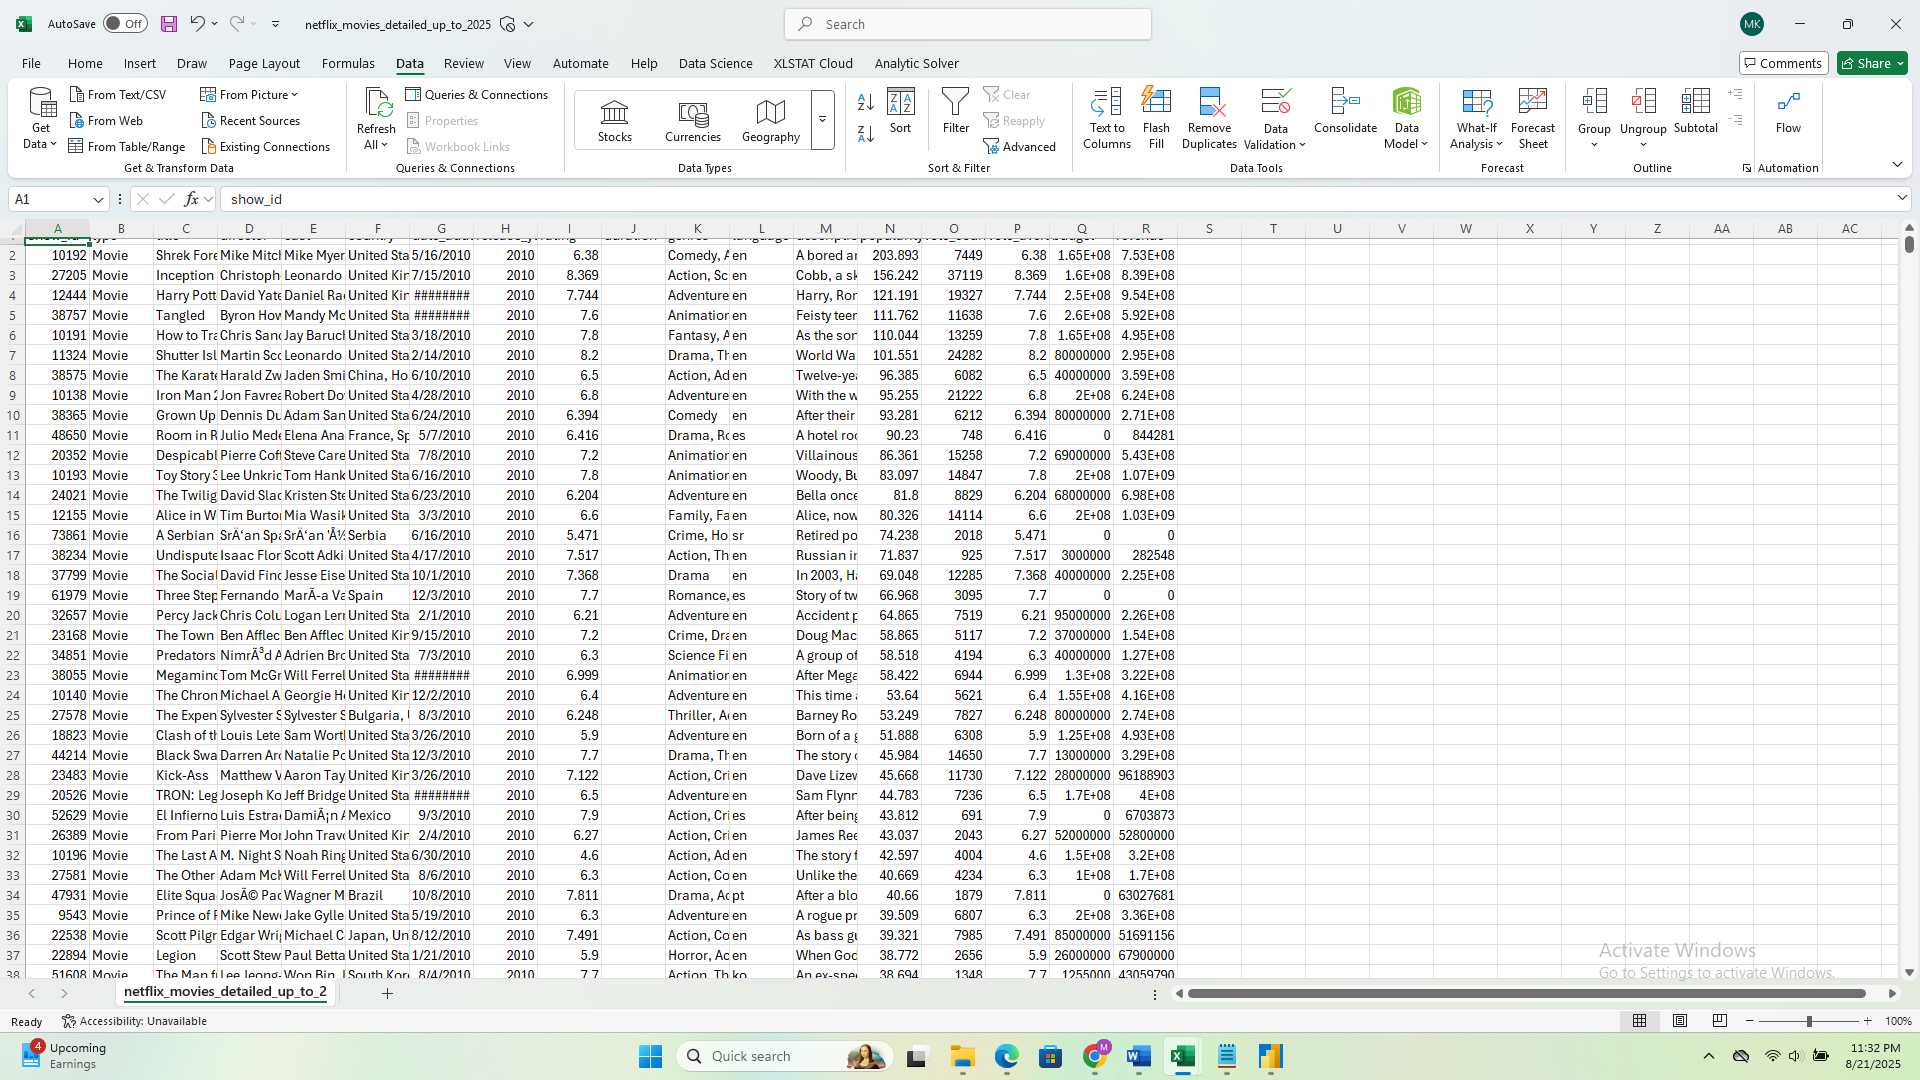 AutoSave Off netflix_movies_detailed_up_to_2025 Search MK
File Home Insert Draw Page Layout Formulas Data Review View Automate Help Data Science XLSTAT Cloud Analytic Solver Comments Share
Get Data From Text/CSV From Web From Table/Range From Picture Recent Sources Existing Connections
Refresh All Queries & Connections Properties Workbook Links
Stocks Currencies Geography
Sort Filter Clear Reapply Advanced
Text to Columns Flash Fill Remove Duplicates Data Validation Consolidate Data Model
What-If Analysis Forecast Sheet Group Ungroup Subtotal Flow
Get & Transform Data Queries & Connections Data Types Sort & Filter Data Tools Forecast Outline Automation
A1 fx show_id
A B C D E F G H I J K L M N O P Q R S T U V W X Y Z AA AB AC
2 10192 Movie Shrek Fore Mike Mitch Mike Myer United Sta 5/16/2010 2010 6.38 Comedy, A en A bored ar 203.893 7449 6.38 1.65E+08 7.53E+08
3 27205 Movie Inception Christoph Leonardo United Sta 7/15/2010 2010 8.369 Action, Sc en Cobb, a sk 156.242 37119 8.369 1.6E+08 8.39E+08
4 12444 Movie Harry Pott David Yate Daniel Rad United Kin ######## 2010 7.744 Adventure en Harry, Ron 121.191 19327 7.744 2.5E+08 9.54E+08
5 38757 Movie Tangled Byron How Mandy Mo United Sta ######## 2010 7.6 Animation en Feisty teen 111.762 11638 7.6 2.6E+08 5.92E+08
6 10191 Movie How to Tra Chris Sand Jay Baruch United Sta 3/18/2010 2010 7.8 Fantasy, A en As the son 110.044 13259 7.8 1.65E+08 4.95E+08
7 11324 Movie Shutter Isl Martin Sco Leonardo United Sta 2/14/2010 2010 8.2 Drama, Th en World Wa 101.551 24282 8.2 80000000 2.95E+08
8 38575 Movie The Karate Harald Zw Jaden Smi China, Ho 6/10/2010 2010 6.5 Action, Ad en Twelve-yea 96.385 6082 6.5 40000000 3.59E+08
9 10138 Movie Iron Man 2 Jon Favrea Robert Do United Sta 4/28/2010 2010 6.8 Adventure en With the w 95.255 21222 6.8 2E+08 6.24E+08
10 38365 Movie Grown Up Dennis Du Adam San United Sta 6/24/2010 2010 6.394 Comedy en After their 93.281 6212 6.394 80000000 2.71E+08
11 48650 Movie Room in R Julio Mede Elena Ana France, Sp 5/7/2010 2010 6.416 Drama, Ro es A hotel roo 90.23 748 6.416 0 844281
12 20352 Movie Despicabl Pierre Coff Steve Care United Sta 7/8/2010 2010 7.2 Animation en Villainous 86.361 15258 7.2 69000000 5.43E+08
13 10193 Movie Toy Story 3 Lee Unkric Tom Hank United Sta 6/16/2010 2010 7.8 Animation en Woody, Bu 83.097 14847 7.8 2E+08 1.07E+09
14 24021 Movie The Twilig David Slad Kristen Ste United Sta 6/23/2010 2010 6.204 Adventure en Bella once 81.8 8829 6.204 68000000 6.98E+08
15 12155 Movie Alice in W Tim Burto Mia Wasik United Sta 3/3/2010 2010 6.6 Family, Fa en Alice, now 80.326 14114 6.6 2E+08 1.03E+09
16 73861 Movie A Serbian SrÄ‘an Spa SrÄ‘an 'Å½ Serbia 6/16/2010 2010 5.471 Crime, Ho sr Retired po 74.238 2018 5.471 0 0
17 38234 Movie Undispute Isaac Flor Scott Adki United Sta 4/17/2010 2010 7.517 Action, Th en Russian in 71.837 925 7.517 3000000 282548
18 37799 Movie The Social David Finc Jesse Eise United Sta 10/1/2010 2010 7.368 Drama en In 2003, Ha 69.048 12285 7.368 40000000 2.25E+08
19 61979 Movie Three Step Fernando MarÃ-a Va Spain 12/3/2010 2010 7.7 Romance, es Story of tw 66.968 3095 7.7 0 0
20 32657 Movie Percy Jack Chris Colu Logan Lerr United Sta 2/1/2010 2010 6.21 Adventure en Accident p 64.865 7519 6.21 95000000 2.26E+08
21 23168 Movie The Town Ben Afflec Ben Afflec United Kin 9/15/2010 2010 7.2 Crime, Dra en Doug Mac 58.865 5117 7.2 37000000 1.54E+08
22 34851 Movie Predators NimrÃ³d A Adrien Bro United Sta 7/3/2010 2010 6.3 Science Fi en A group of 58.518 4194 6.3 40000000 1.27E+08
23 38055 Movie Megamind Tom McGr Will Ferrel United Sta ######## 2010 6.999 Animation en After Mega 58.422 6944 6.999 1.3E+08 3.22E+08
24 10140 Movie The Chron Michael A Georgie He United Kin 12/2/2010 2010 6.4 Adventure en This time 53.64 5621 6.4 1.55E+08 4.16E+08
25 27578 Movie The Expen Sylvester S Sylvester S Bulgaria, 8/3/2010 2010 6.248 Thriller, A en Barney Ro 53.249 7827 6.248 80000000 2.74E+08
26 18823 Movie Clash of th Louis Lete Sam Wort United Sta 3/26/2010 2010 5.9 Adventure en Born of a g 51.888 6308 5.9 1.25E+08 4.93E+08
27 44214 Movie Black Swa Darren Aro Natalie Po United Sta 12/3/2010 2010 7.7 Drama, Th en The story o 45.984 14650 7.7 13000000 3.29E+08
28 23483 Movie Kick-Ass Matthew V Aaron Tay United Kin 3/26/2010 2010 7.122 Action, Cri en Dave Lizew 45.668 11730 7.122 28000000 96188903
29 20526 Movie TRON: Leg Joseph Ko Jeff Bridge United Sta ######## 2010 6.5 Adventure en Sam Flynn 44.783 7236 6.5 1.7E+08 4E+08
30 52629 Movie El Infierno Luis Estra DamiÃ¡n A Mexico 9/3/2010 2010 7.9 Action, Cri es After being 43.812 691 7.9 0 6703873
31 26389 Movie From Pari Pierre Mor John Travo United Kin 2/4/2010 2010 6.27 Action, Cri en James Ree 43.037 2043 6.27 52000000 52800000
32 10196 Movie The Last A M. Night S Noah Ring United Sta 6/30/2010 2010 4.6 Action, Ad en The story f 42.597 4004 4.6 1.5E+08 3.2E+08
33 27581 Movie The Other Adam McK Will Ferrel United Sta 8/6/2010 2010 6.3 Action, Co en Unlike the 40.669 4234 6.3 1E+08 1.7E+08
34 47931 Movie Elite Squa JosÃ© Pad Wagner M Brazil 10/8/2010 2010 7.811 Drama, Ac pt After a blo 40.66 1879 7.811 0 63027681
35 9543 Movie Prince of P Mike Newe Jake Gylle United Sta 5/19/2010 2010 6.3 Adventure en A rogue pr 39.509 6807 6.3 2E+08 3.36E+08
36 22538 Movie Scott Pilgr Edgar Wrig Michael C Japan, Un 8/12/2010 2010 7.491 Action, Co en As bass gu 39.321 7985 7.491 85000000 51691156
37 22894 Movie Legion Scott Stew Paul Betta United Sta 1/21/2010 2010 5.9 Horror, Ac en When God 38.772 2656 5.9 26000000 67900000
38 51608 Movie The Man f Lee Jeong- Won Bin, South Kor 8/4/2010 2010 7.7 Action, Th ko An ex-spe 38.694 1348 7.7 1255000 43059790
Activate Windows
Go to Settings to activate Windows.
netflix_movies_detailed_up_to_2
Ready Accessibility: Unavailable 100%
4 Upcoming Earnings Quick search 11:32 PM 8/21/2025